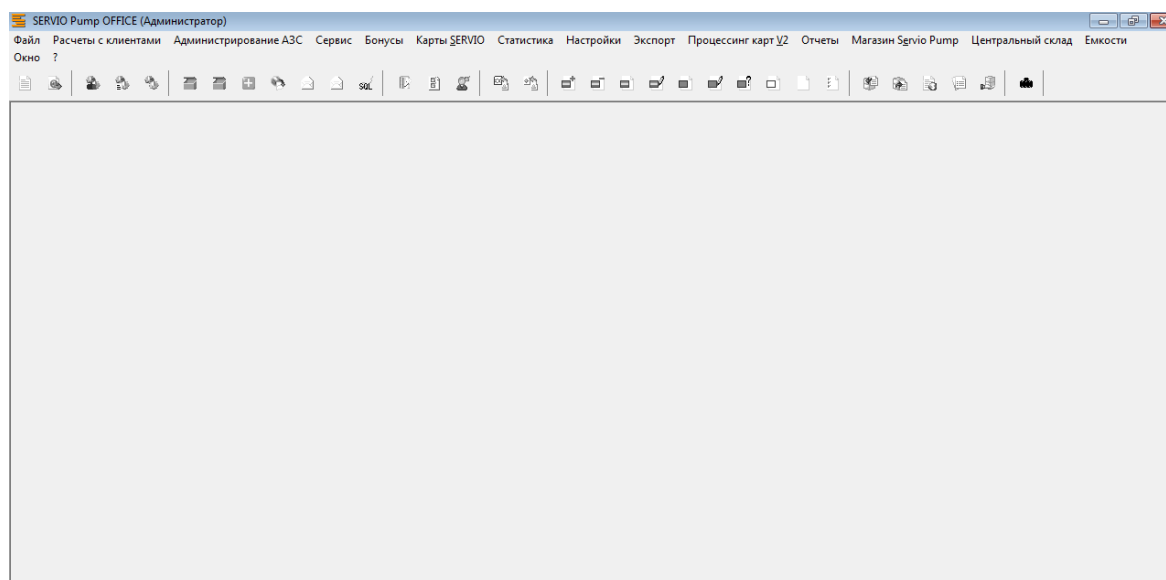 SERVIO Pump OFFICE (Администратор)
Файл Расчеты с клиентами Администрирование АЗС Сервис Бонусы Карты SERVIO Статистика Настройки Экспорт Процессинг карт V2 Отчеты Магазин Servio Pump Центральный склад Емкости
Окно ?
SQL